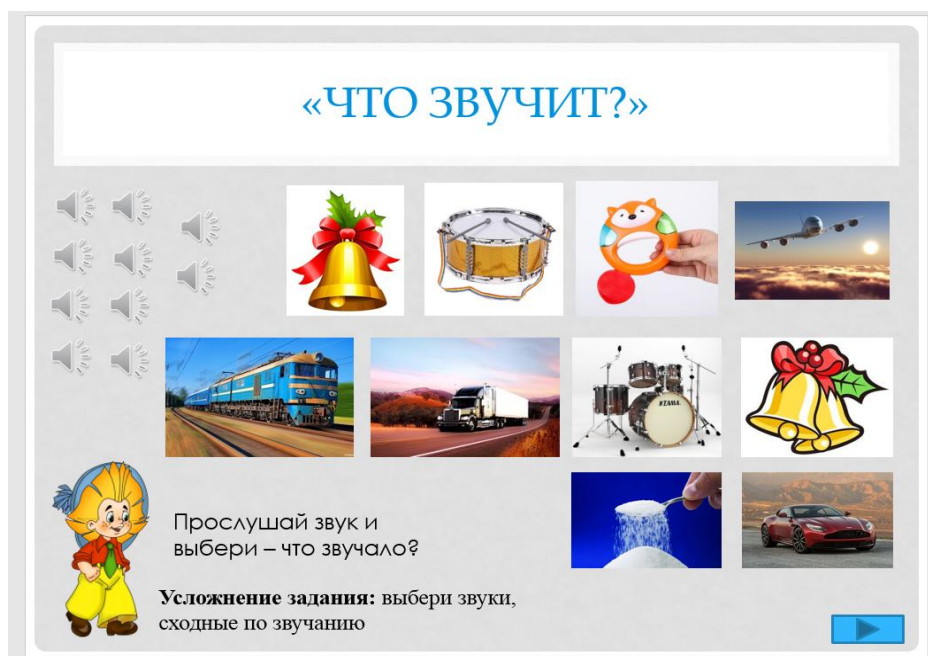 «ЧТО ЗВУЧИТ?»
TAMA
Прослушай звук и
выбери – что звучало?
Усложнение задания: выбери звуки,
сходные по звучанию